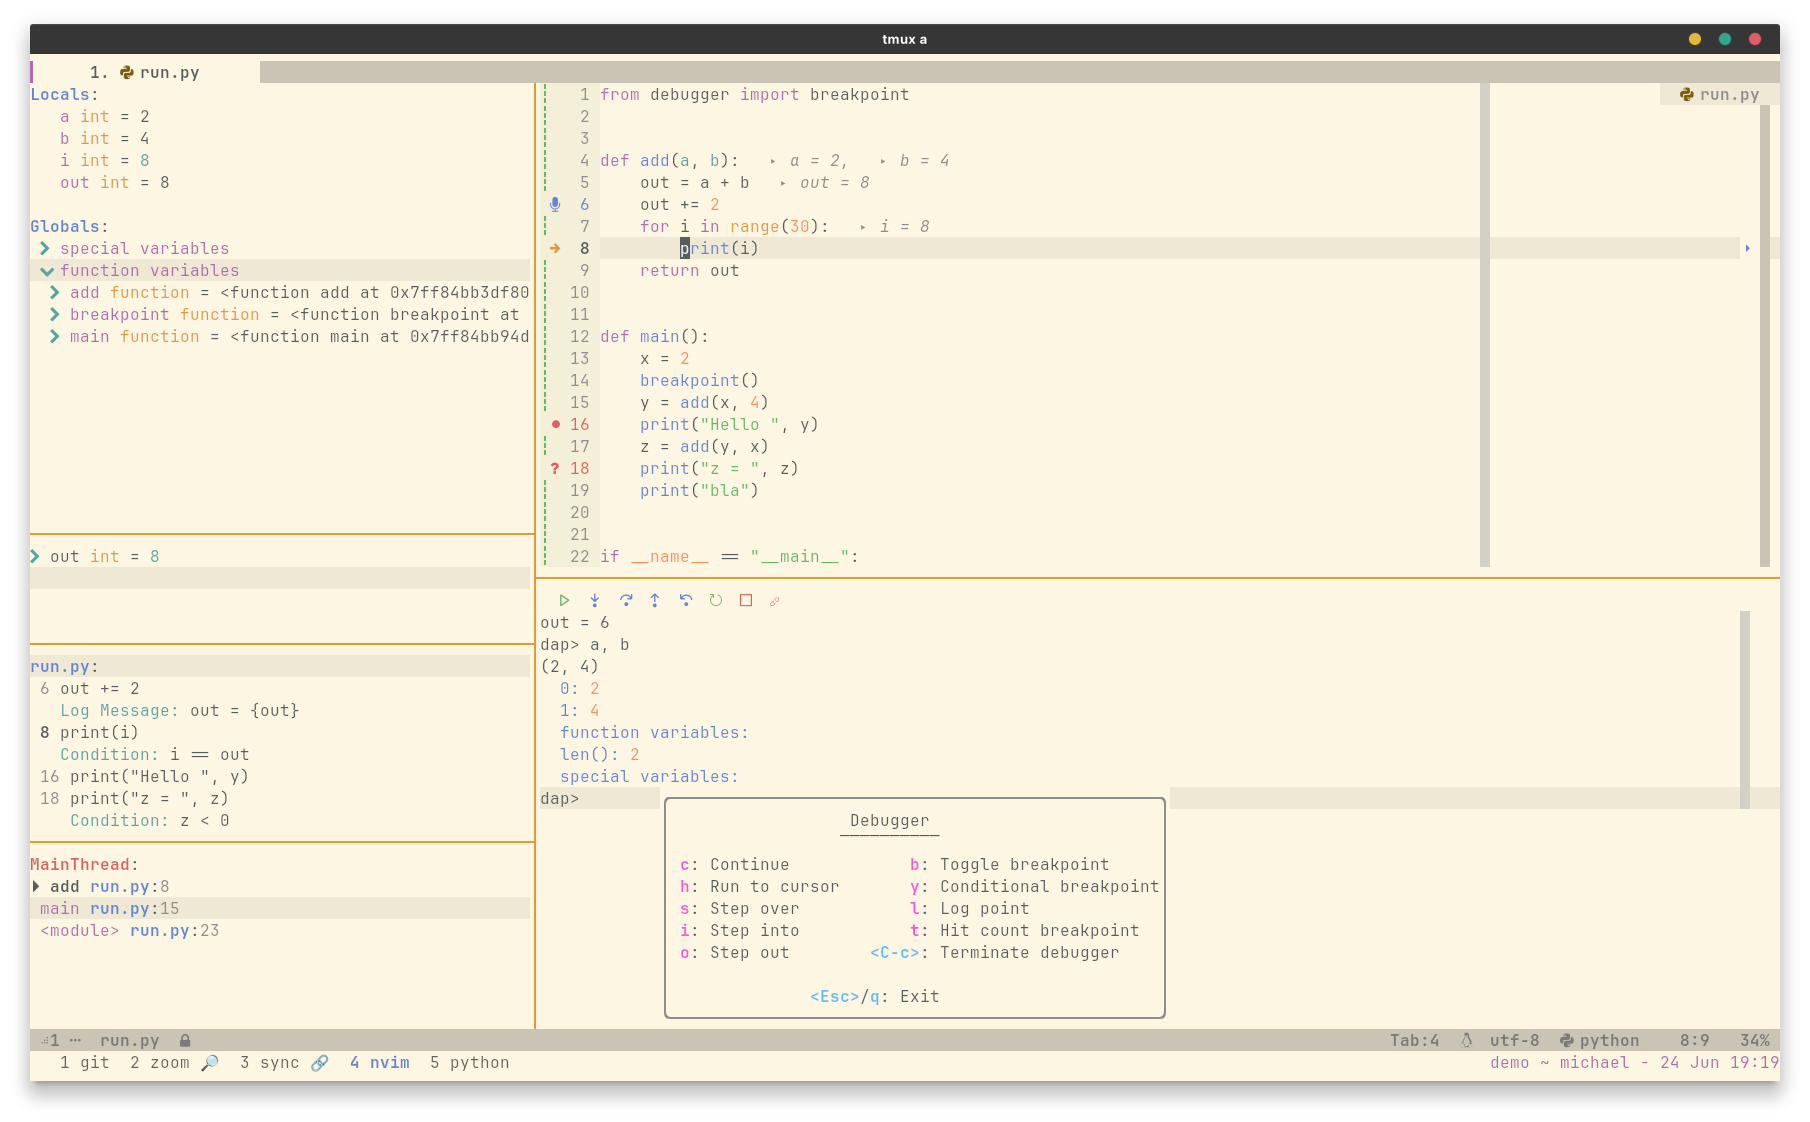 tmux a
1. run.py
Locals:
a int = 2
b int = 4
i int = 8
out int = 8
Globals:
special variables
function variables
add function = <function add at 0x7ff84bb3df80
breakpoint function = <function breakpoint at
main function = <function main at 0x7ff84bb94d
out int = 8
run.py:
6 out += 2
Log Message: out = {out}
8 print(i)
Condition: i == out
16 print("Hello ", y)
18 print("z = ", z)
Condition: z < 0
MainThread:
add run.py:8
main run.py:15
<module> run.py:23
run.py
1 from debugger import breakpoint
2
3
4 def add(a, b): ‣ a = 2, ‣ b = 4
5 out = a + b ‣ out = 8
6 out += 2
7 for i in range(30): ‣ i = 8
8 print(i)
9 return out
10
11
12 def main():
13 x = 2
14 breakpoint()
15 y = add(x, 4)
16 print("Hello ", y)
17 z = add(y, x)
? 18 print("z = ", z)
19 print("bla")
20
21
22 if __name__ == "__main__":
out = 6
dap> a, b
(2, 4)
0: 2
1: 4
function variables:
len(): 2
special variables:
dap>
Debugger
c: Continue b: Toggle breakpoint
h: Run to cursor y: Conditional breakpoint
s: Step over l: Log point
i: Step into t: Hit count breakpoint
o: Step out <C-c>: Terminate debugger
<Esc>/q: Exit
1 ··· run.py Tab:4 utf-8 python 8:9 34%
1 git 2 zoom 🔎 3 sync 🔗 4 nvim 5 python demo ~ michael - 24 Jun 19:19